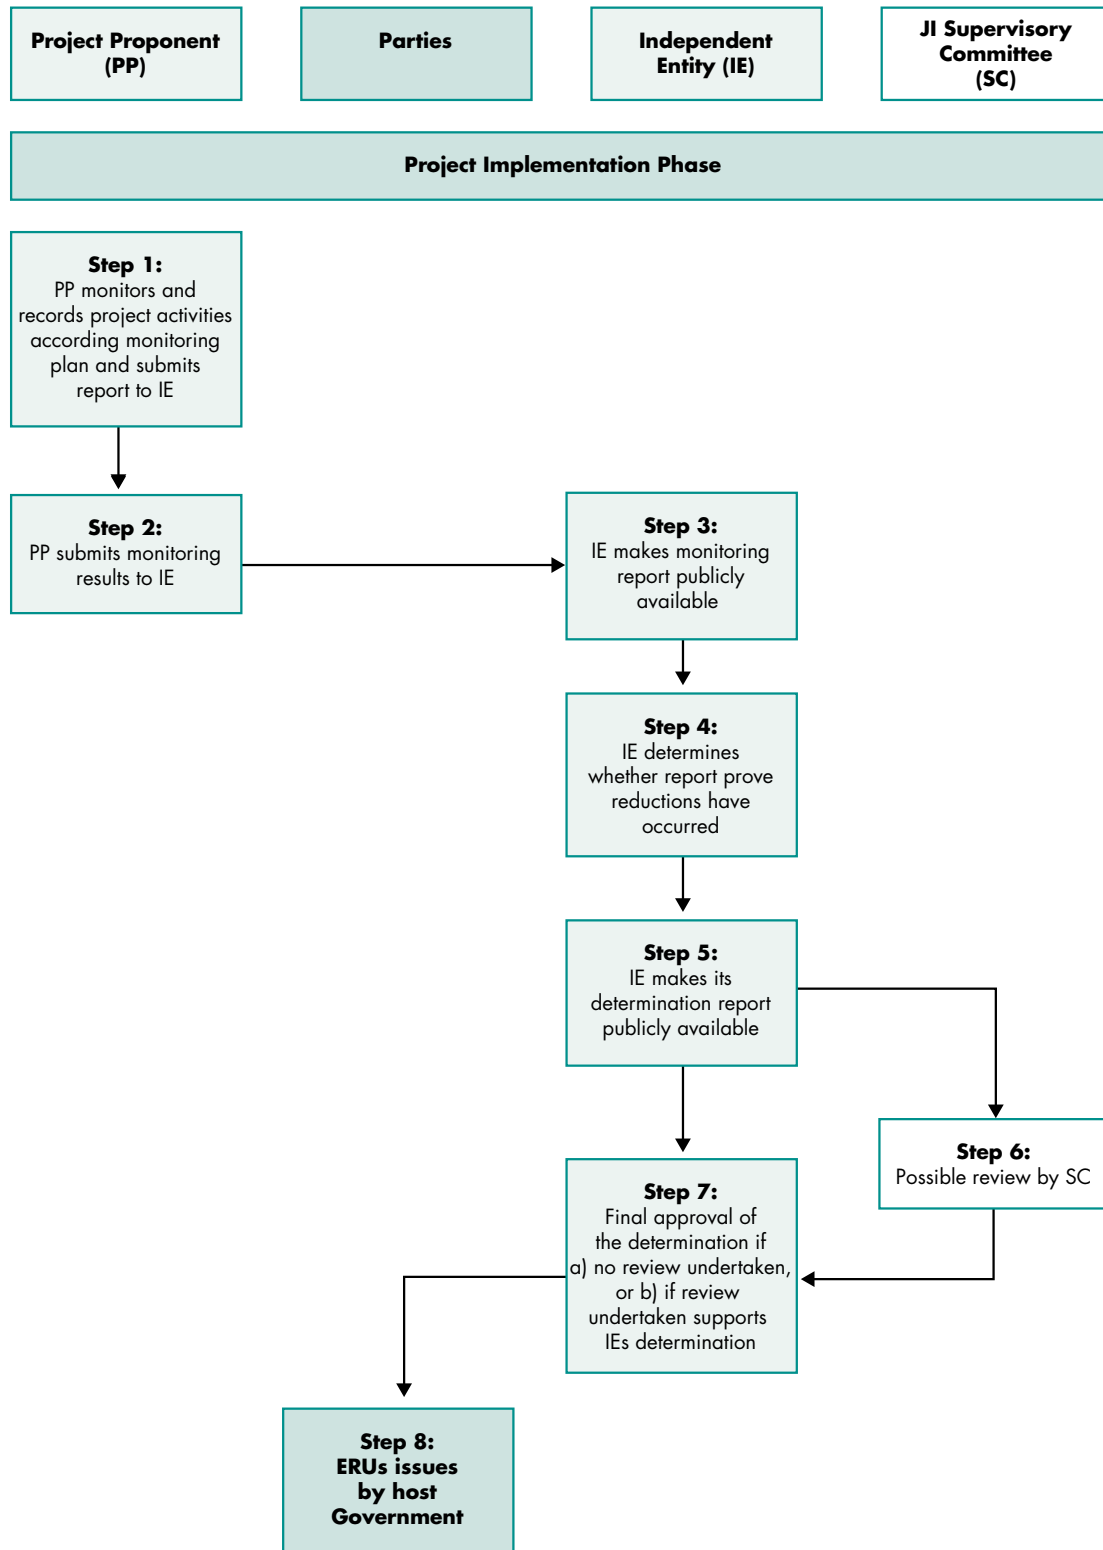 Project Proponent
(PP)
Parties
Independent
Entity (IE)
JI Supervisory
Committee
(SC)
Project Implementation Phase
Step 1:
PP monitors and
records project activities
according monitoring
plan and submits
report to IE
Step 2:
PP submits monitoring
results to IE
Step 3:
IE makes monitoring
report publicly
available
Step 4:
IE determines
whether report prove
reductions have
occurred
Step 5:
IE makes its
determination report
publicly available
Step 6:
Possible review by SC
Step 7:
Final approval of
the determination if
a) no review undertaken,
or b) if review
undertaken supports
IEs determination
Step 8:
ERUs issues
by host
Government